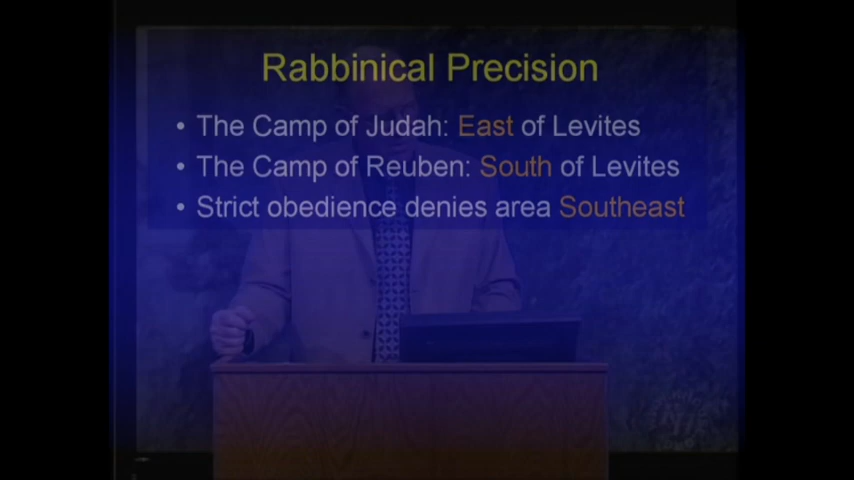 Rabbinical Precision
• The Camp of Judah: East of Levites
• The Camp of Reuben: South of Levites
• Strict obedience denies area Southeast